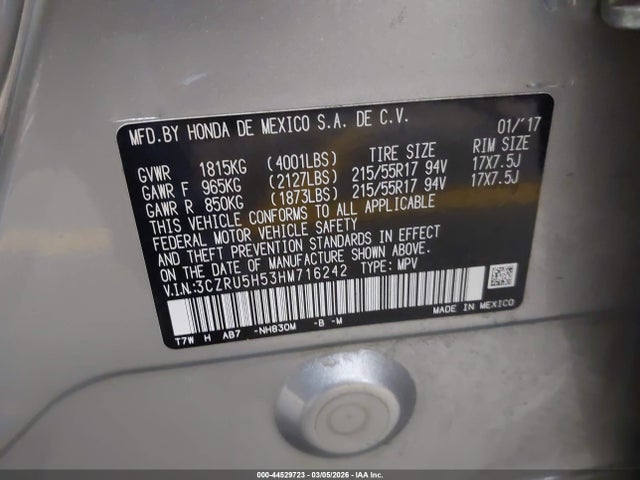 MFD.BY HONDA DE MEXICO S.A. DE C.V. 01/'17
GVWR 1815KG (4001LBS) TIRE SIZE RIM SIZE
GAWR F 965KG (2127LBS) 215/55R17 94V 17X7.5J
GAWR R 850KG (1873LBS) 215/55R17 94V 17X7.5J
THIS VEHICLE CONFORMS TO ALL APPLICABLE
FEDERAL MOTOR VEHICLE SAFETY
AND THEFT PREVENTION STANDARDS IN EFFECT
ON THE DATE OF MANUFACTURE SHOWN ABOVE.
V.I.N.:3CZRU5H53HM716242 TYPE: MPV
MADE IN MEXICO
T7W H AB7 -NH830M -B -M
000-44529723 - 03/05/2026 - IAA, Inc.